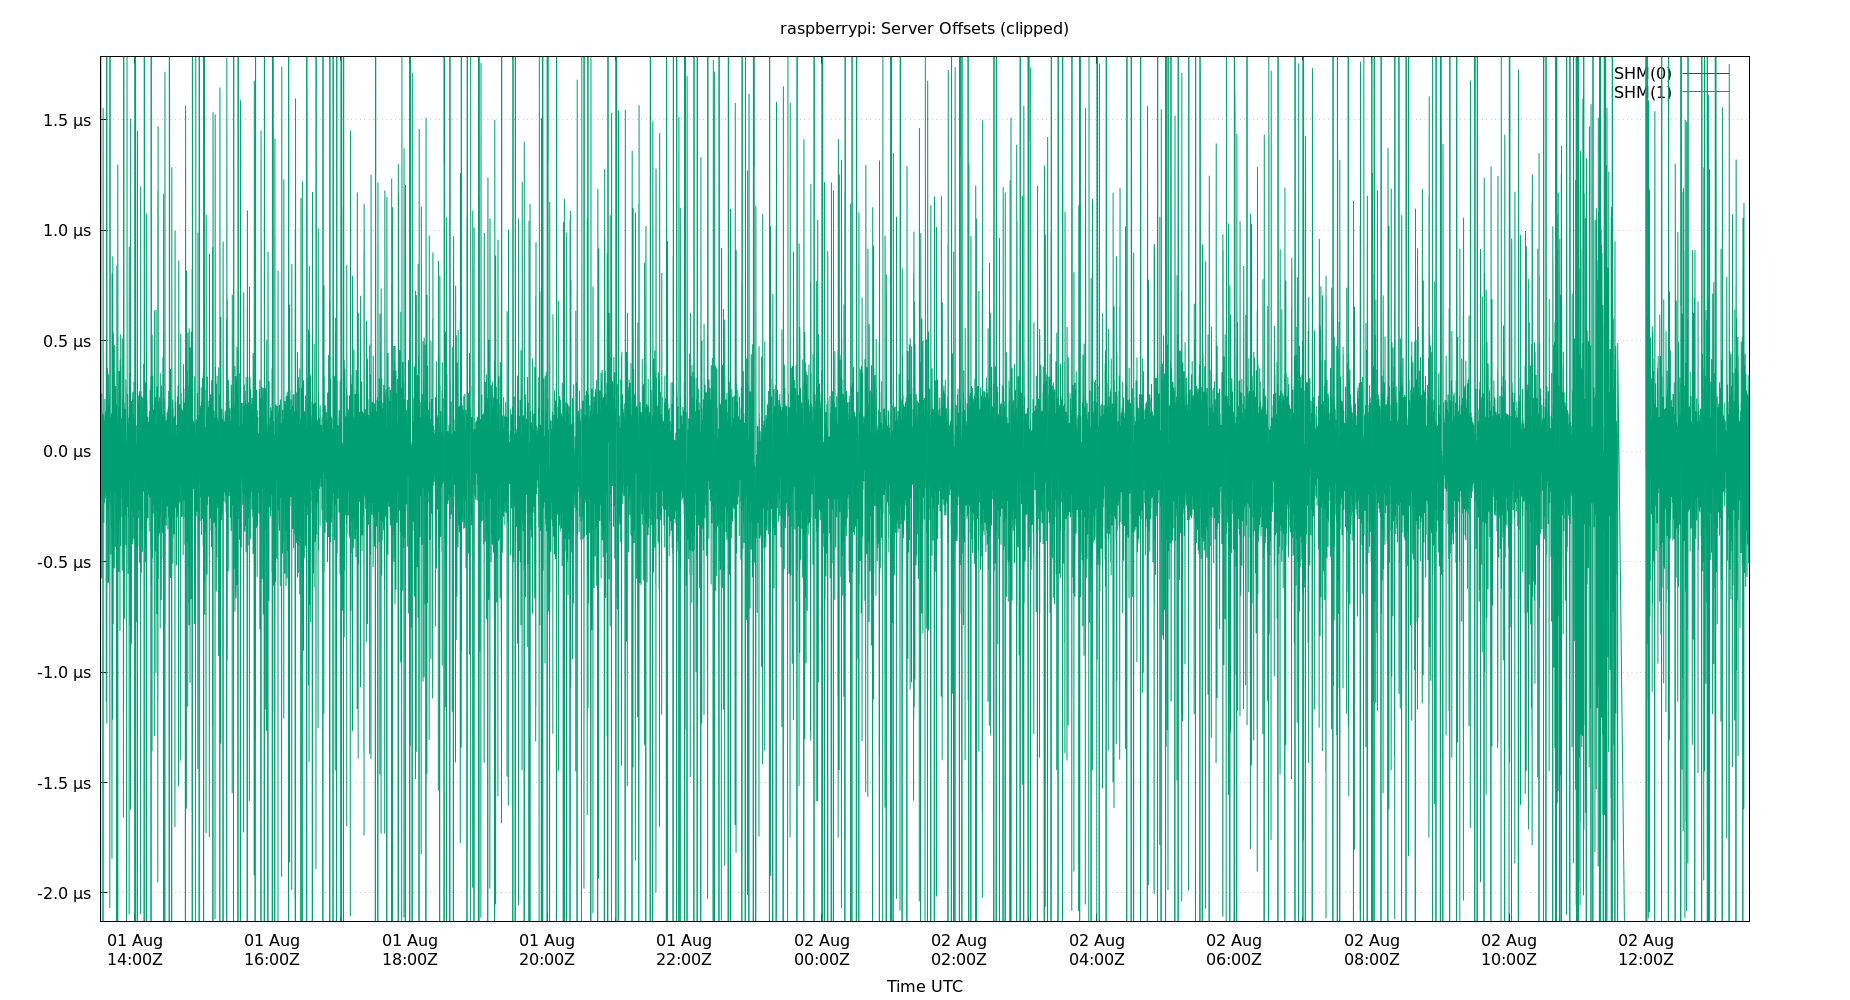 raspberrypi: Server Offsets (clipped)
SHM(0)
SHM(1)
1.5 µs
1.0 µs
0.5 µs
0.0 µs
-0.5 µs
-1.0 µs
-1.5 µs
-2.0 µs
01 Aug 01 Aug 01 Aug 01 Aug 01 Aug 02 Aug 02 Aug 02 Aug 02 Aug 02 Aug 02 Aug 02 Aug
14:00Z 16:00Z 18:00Z 20:00Z 22:00Z 00:00Z 02:00Z 04:00Z 06:00Z 08:00Z 10:00Z 12:00Z
Time UTC